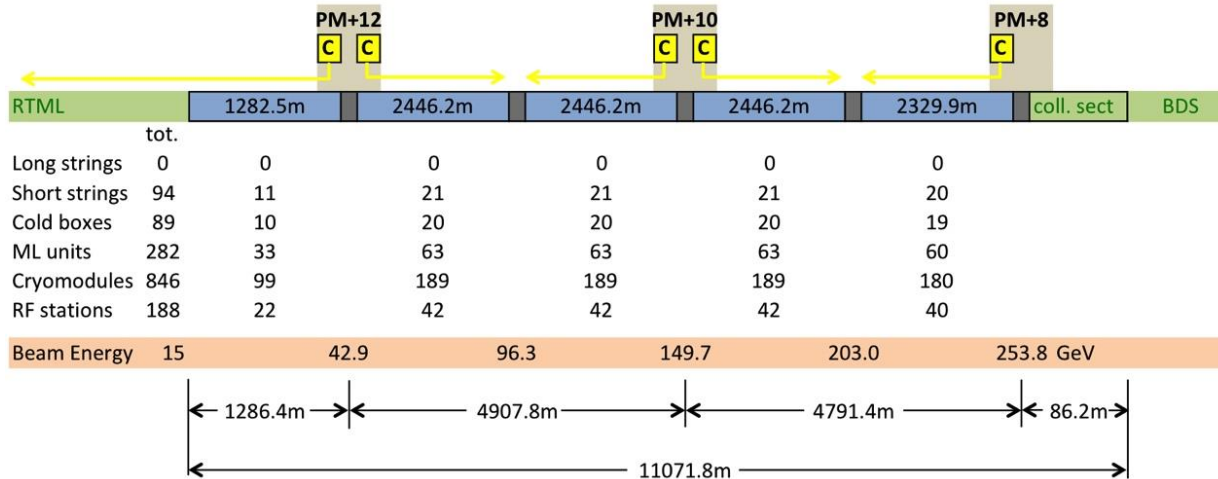 PM+12 PM+10 PM+8
C C C C C
RTML 1282.5m 2446.2m 2446.2m 2446.2m 2329.9m coll. sect BDS
tot.
Long strings 0 0 0 0 0 0
Short strings 94 11 21 21 21 20
Cold boxes 89 10 20 20 20 19
ML units 282 33 63 63 63 60
Cryomodules 846 99 189 189 189 180
RF stations 188 22 42 42 42 40
Beam Energy 15 42.9 96.3 149.7 203.0 253.8 GeV
1286.4m 4907.8m 4791.4m 86.2m
11071.8m